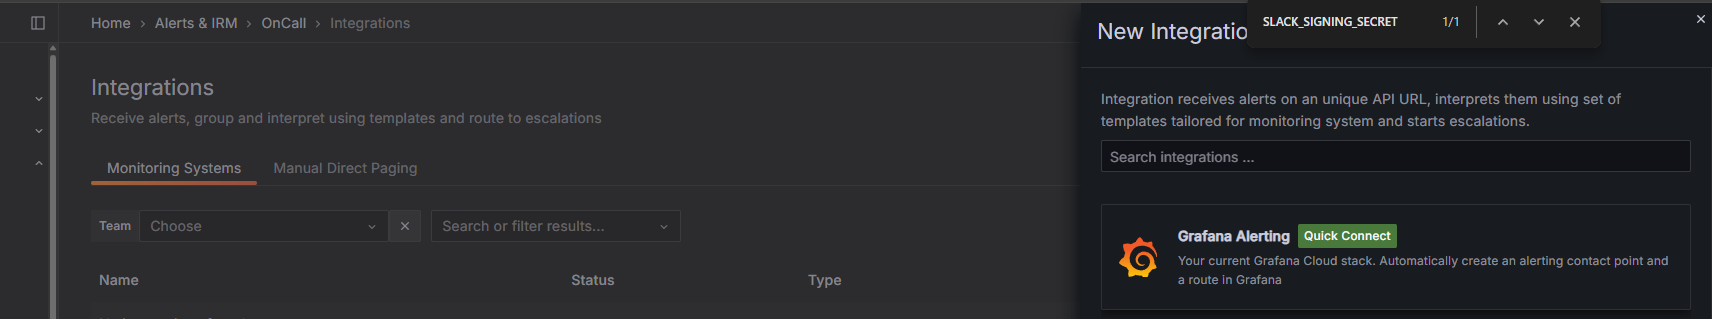 Home › Alerts & IRM › OnCall › Integrations
Integrations
Receive alerts, group and interpret using templates and route to escalations
Monitoring Systems
Manual Direct Paging
Team
Choose
Search or filter results...
Name
Status
Type
SLACK_SIGNING_SECRET
1/1
New Integratio
Integration receives alerts on an unique API URL, interprets them using set of
templates tailored for monitoring system and starts escalations.
Search integrations ...
Grafana Alerting
Quick Connect
Your current Grafana Cloud stack. Automatically create an alerting contact point and
a route in Grafana